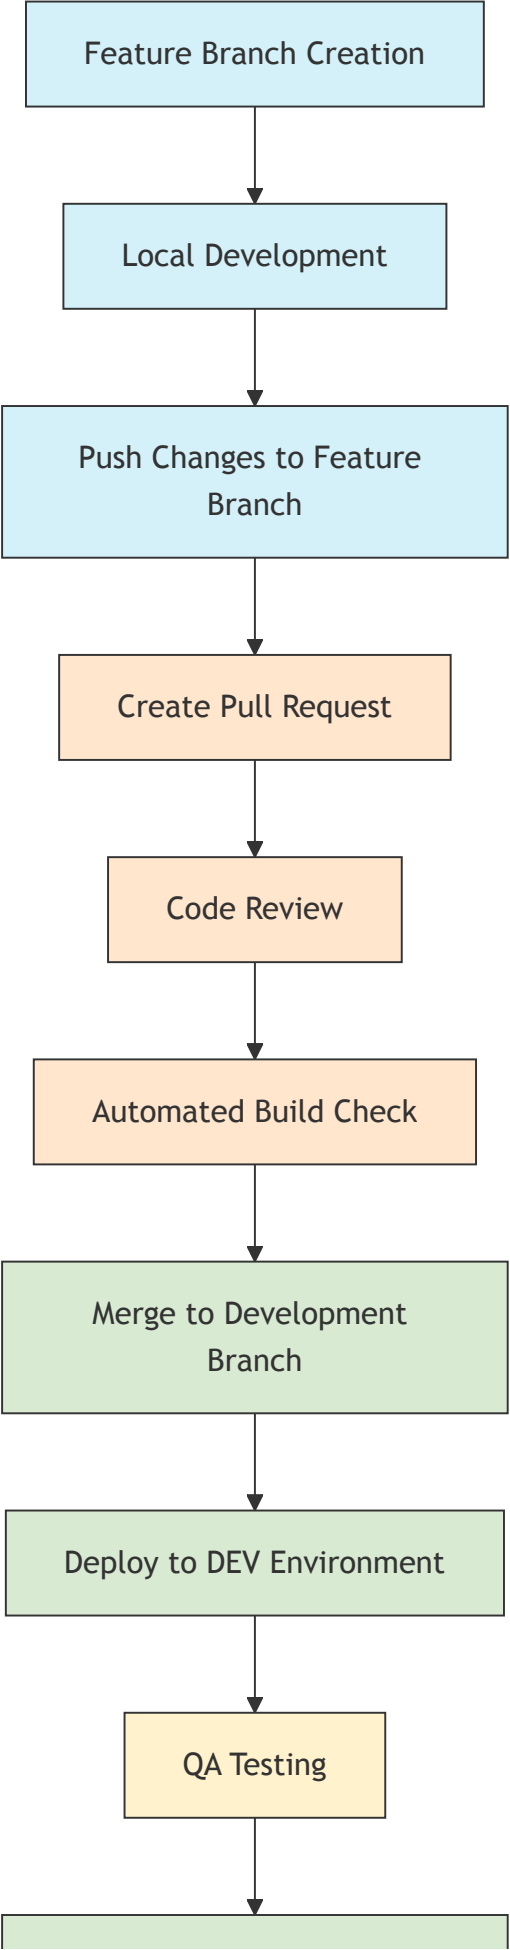 Feature Branch Creation
Local Development
Push Changes to Feature
Branch
Create Pull Request
Code Review
Automated Build Check
Merge to Development
Branch
Deploy to DEV Environment
QA Testing